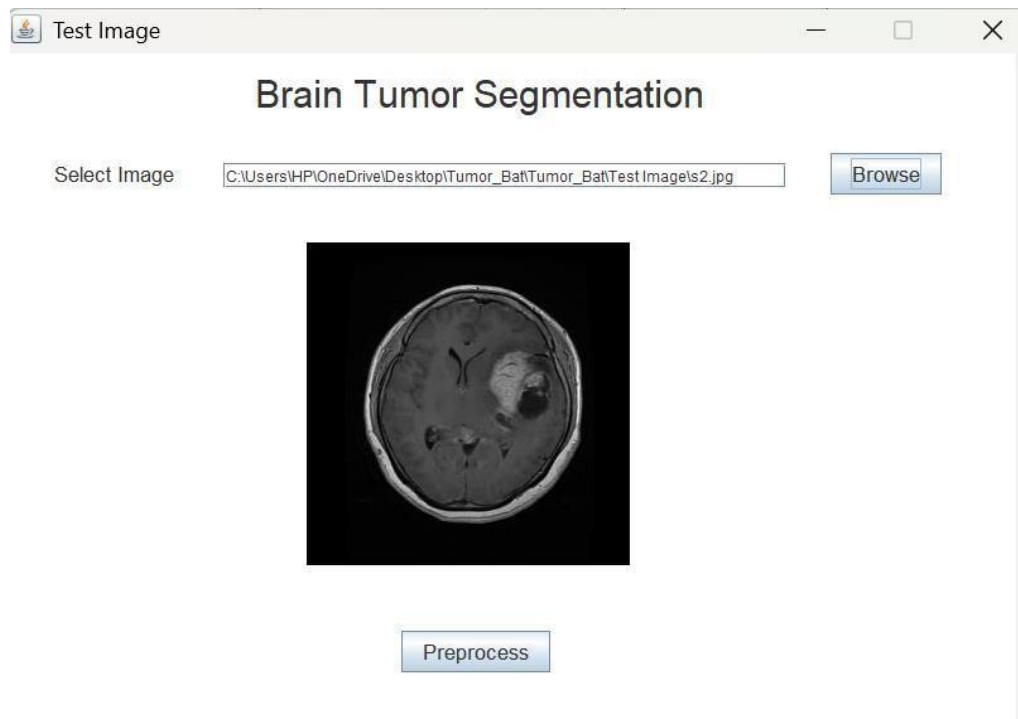 Test Image
Brain Tumor Segmentation
Select Image C:\Users\HP\OneDrive\Desktop\Tumor_Bat\Tumor_Bat\Test Image\s2.jpg Browse
Preprocess